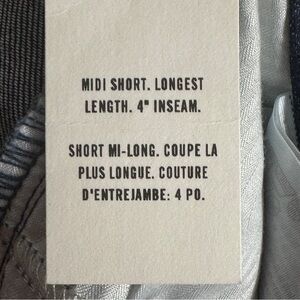 MIDI SHORT. LONGEST
LENGTH. 4" INSEAM.
SHORT MI-LONG. COUPE LA
PLUS LONGUE. COUTURE
D'ENTREJAMBE: 4 PO.